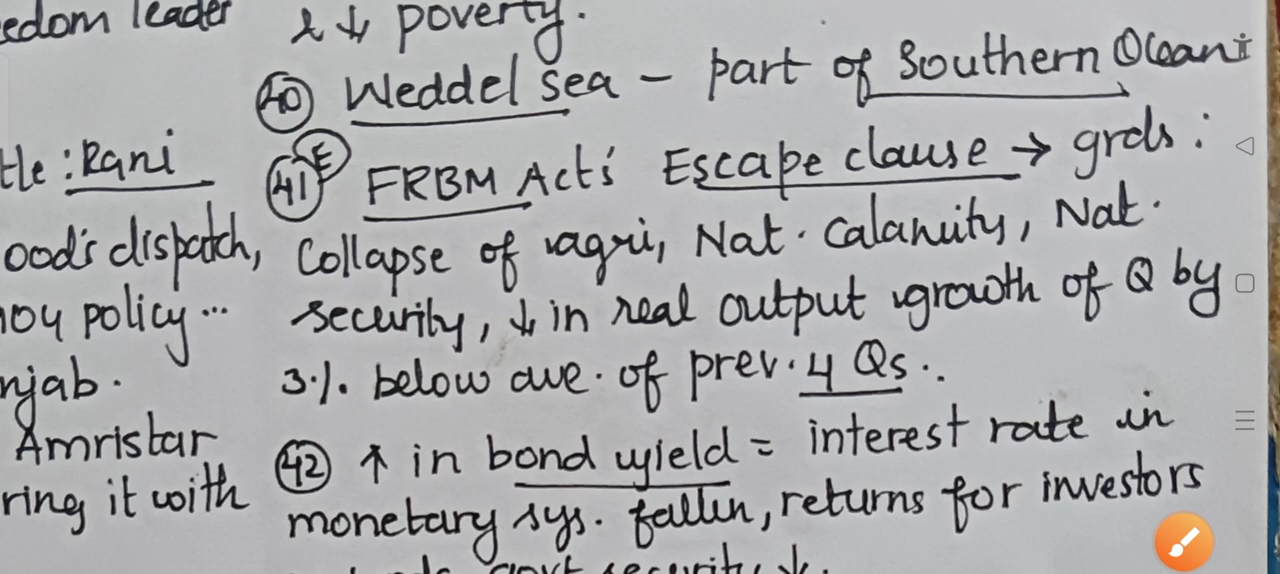 edom leader
tle : Rani
ood's dispatch,
policy...
njab.
Amristar
ring it with
& ↓ poverty.
40 Weddel sea - part of Southern Ocean
41 E FRBM Act's Escape clause → grds :
Collapse of agri, Nat. Calamity, Nat.
security, ↓ in real output growth of Q by
3% below ave. of prev. 4 Qs..
42 ↑ in bond yield = interest rate in
monetary sys. fallen, returns for investors
govt security ↓.